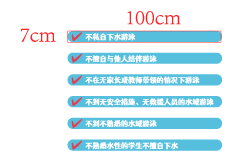 100cm
7cm
不私自下水游泳
不擅自与他人结伴游泳
不在无家长或教师带领的情况下游泳
不到无安全措施、无救援人员的水域游泳
不到不熟悉的水域游泳
不熟悉水性的学生不擅自下水